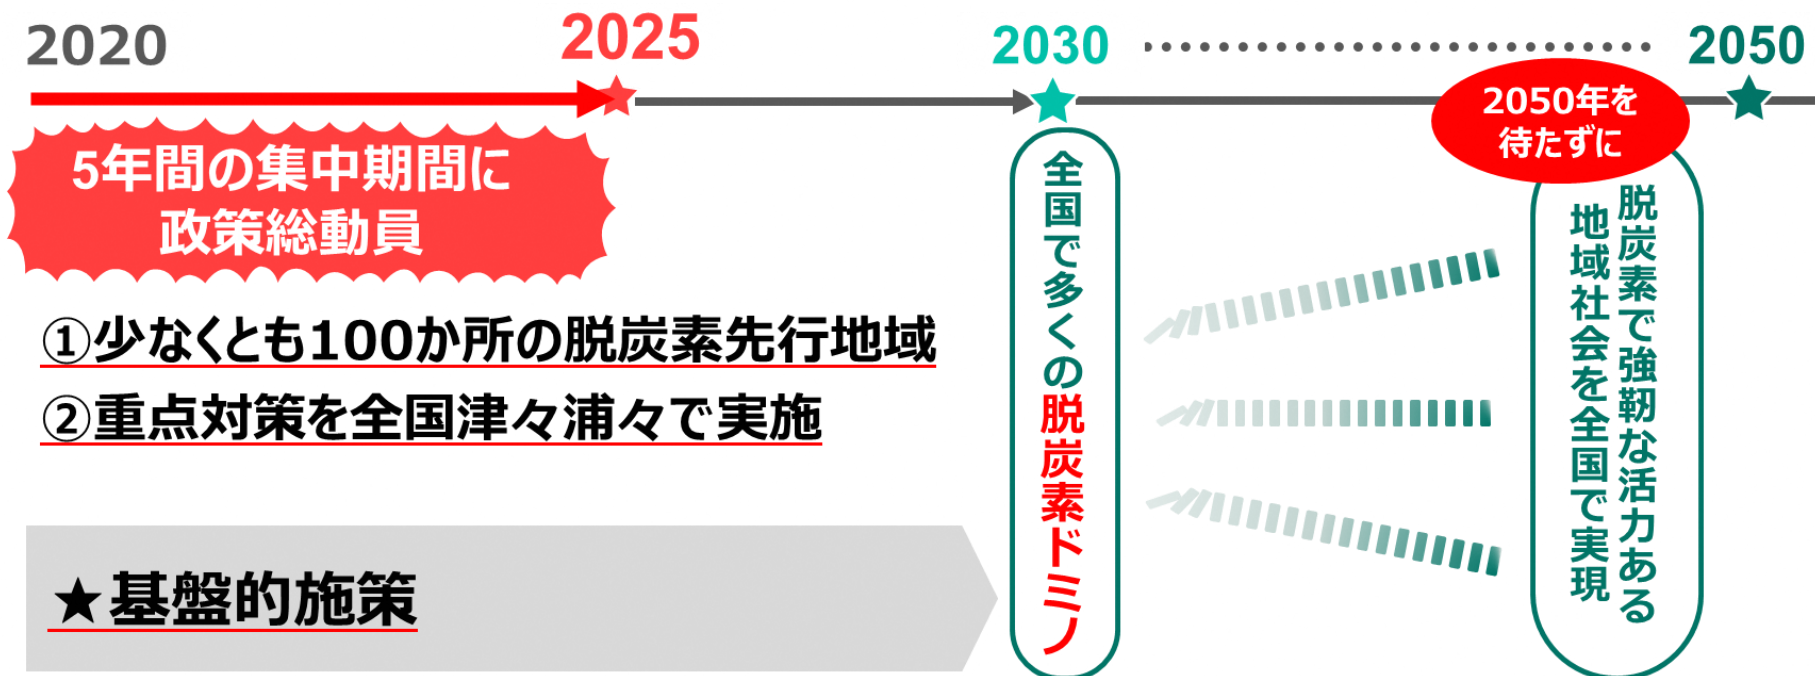 2020
2025
2030
2050
5年間の集中期間に
政策総動員
①少なくとも100か所の脱炭素先行地域
②重点対策を全国津々浦々で実施
★基盤的施策
全国で多くの脱炭素ドミノ
2050年を
待たずに
脱炭素で強靭な活力ある
地域社会を全国で実現